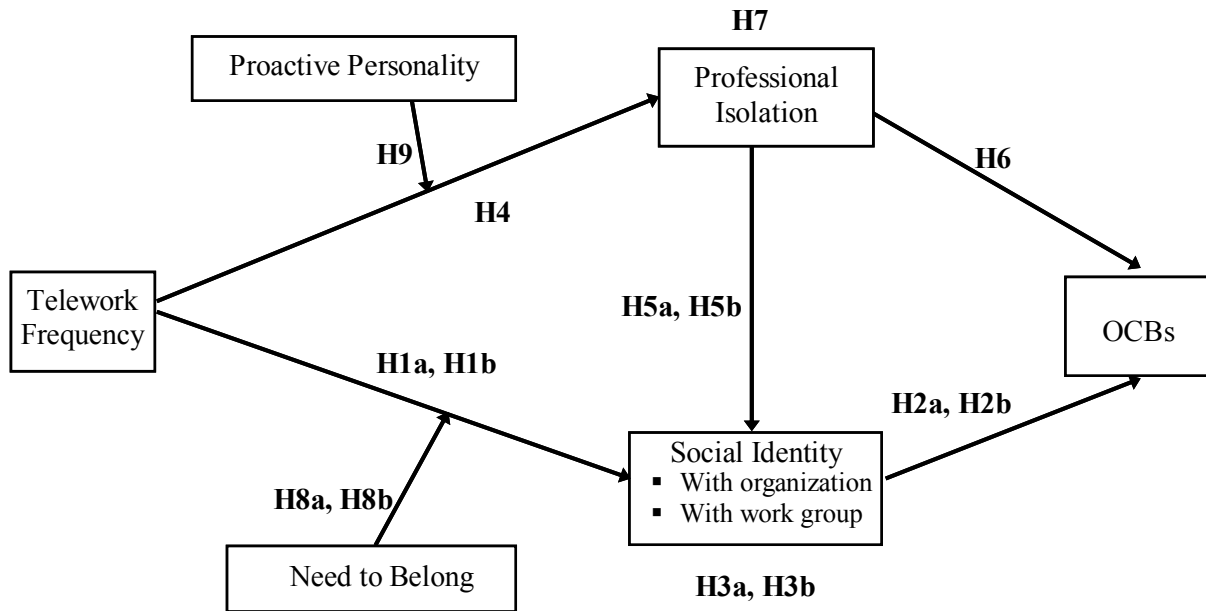 H7
Proactive Personality
Professional
Isolation
H9
H6
H4
Telework
Frequency
H5a, H5b
OCBs
H1a, H1b
H2a, H2b
Social Identity
▪ With organization
▪ With work group
H8a, H8b
Need to Belong
H3a, H3b